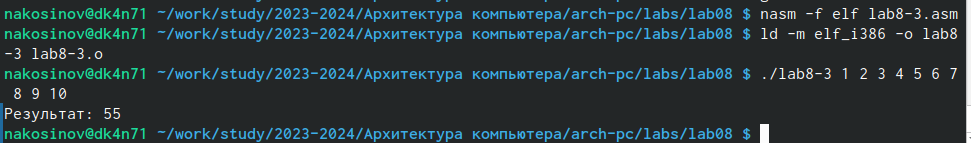 nakosinov@dk4n71 ~/work/study/2023-2024/Архитектура компьютера/arch-pc/labs/lab08 $ nasm -f elf lab8-3.asm
nakosinov@dk4n71 ~/work/study/2023-2024/Архитектура компьютера/arch-pc/labs/lab08 $ ld -m elf_i386 -o lab8
-3 lab8-3.o
nakosinov@dk4n71 ~/work/study/2023-2024/Архитектура компьютера/arch-pc/labs/lab08 $ ./lab8-3 1 2 3 4 5 6 7
 8 9 10
Результат: 55
nakosinov@dk4n71 ~/work/study/2023-2024/Архитектура компьютера/arch-pc/labs/lab08 $